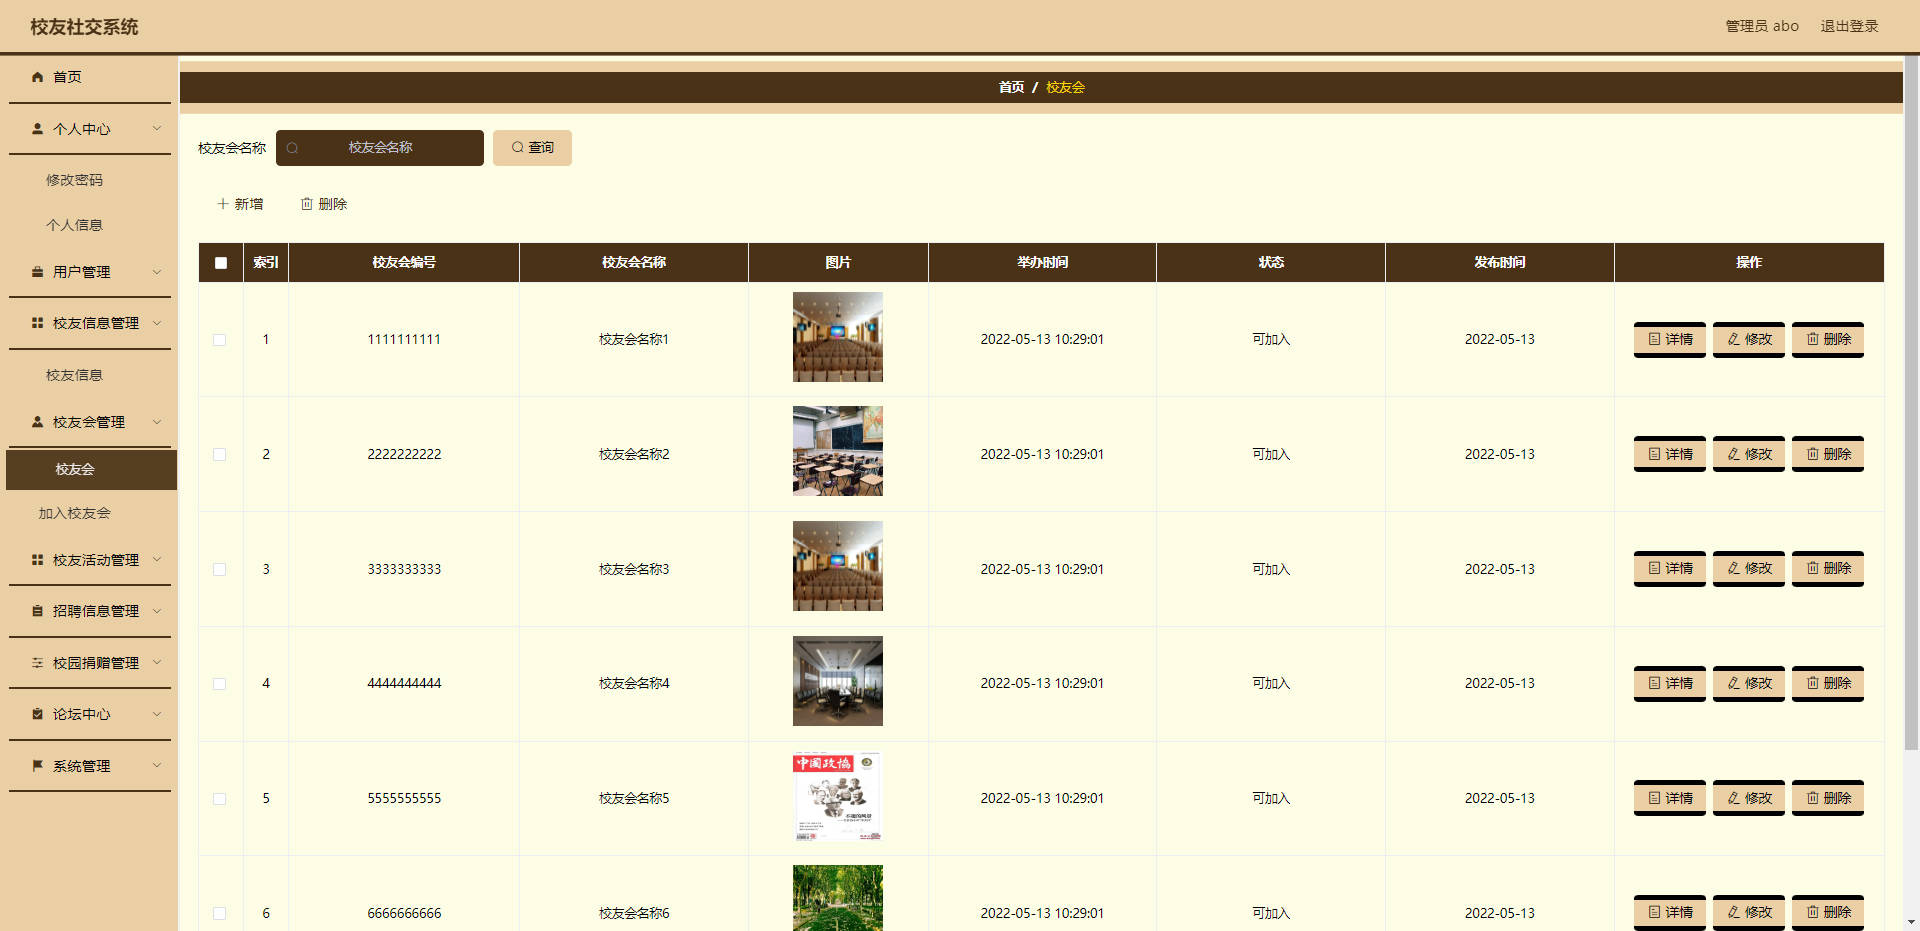 校友社交系统
管理员 abo 退出登录
首页
个人中心
修改密码
个人信息
用户管理
校友信息管理
校友信息
校友会管理
校友会
加入校友会
校友活动管理
招聘信息管理
校园捐赠管理
论坛中心
系统管理
首页 / 校友会
校友会名称 校友会名称 查询
新增 删除
索引 校友会编号 校友会名称 图片 举办时间 状态 发布时间 操作
1 1111111111 校友会名称1 2022-05-13 10:29:01 可加入 2022-05-13 详情 修改 删除
2 2222222222 校友会名称2 2022-05-13 10:29:01 可加入 2022-05-13 详情 修改 删除
3 3333333333 校友会名称3 2022-05-13 10:29:01 可加入 2022-05-13 详情 修改 删除
4 4444444444 校友会名称4 2022-05-13 10:29:01 可加入 2022-05-13 详情 修改 删除
中国政协
5 5555555555 校友会名称5 2022-05-13 10:29:01 可加入 2022-05-13 详情 修改 删除
6 6666666666 校友会名称6 2022-05-13 10:29:01 可加入 2022-05-13 详情 修改 删除